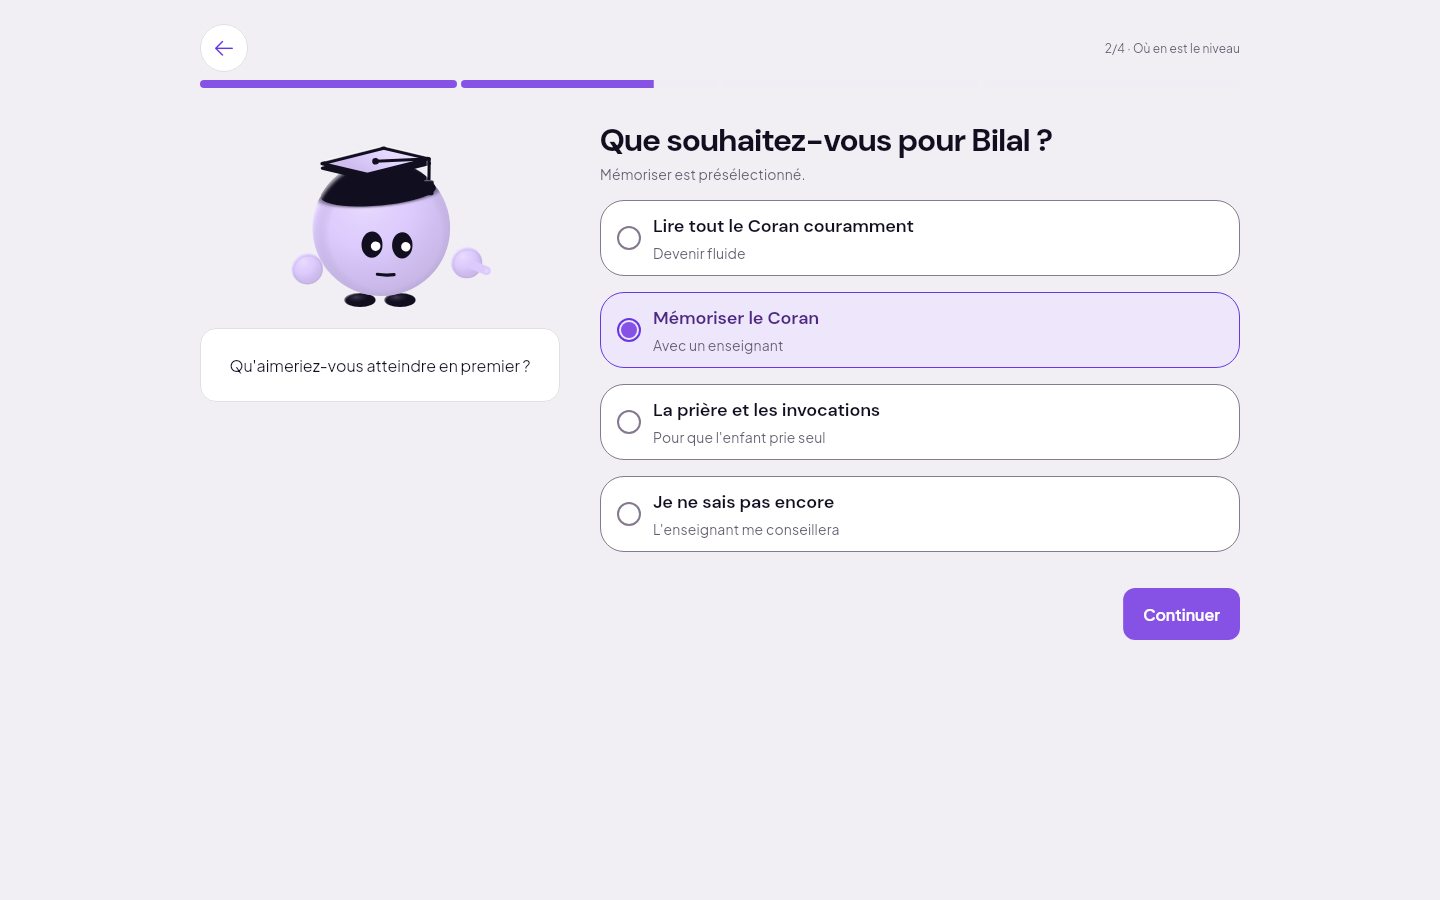 2/4 · Où en est le niveau
Que souhaitez-vous pour Bilal ?
Mémoriser est présélectionné.
Lire tout le Coran couramment
Devenir fluide
Mémoriser le Coran
Avec un enseignant
La prière et les invocations
Pour que l'enfant prie seul
Je ne sais pas encore
L'enseignant me conseillera
Qu'aimeriez-vous atteindre en premier ?
Continuer